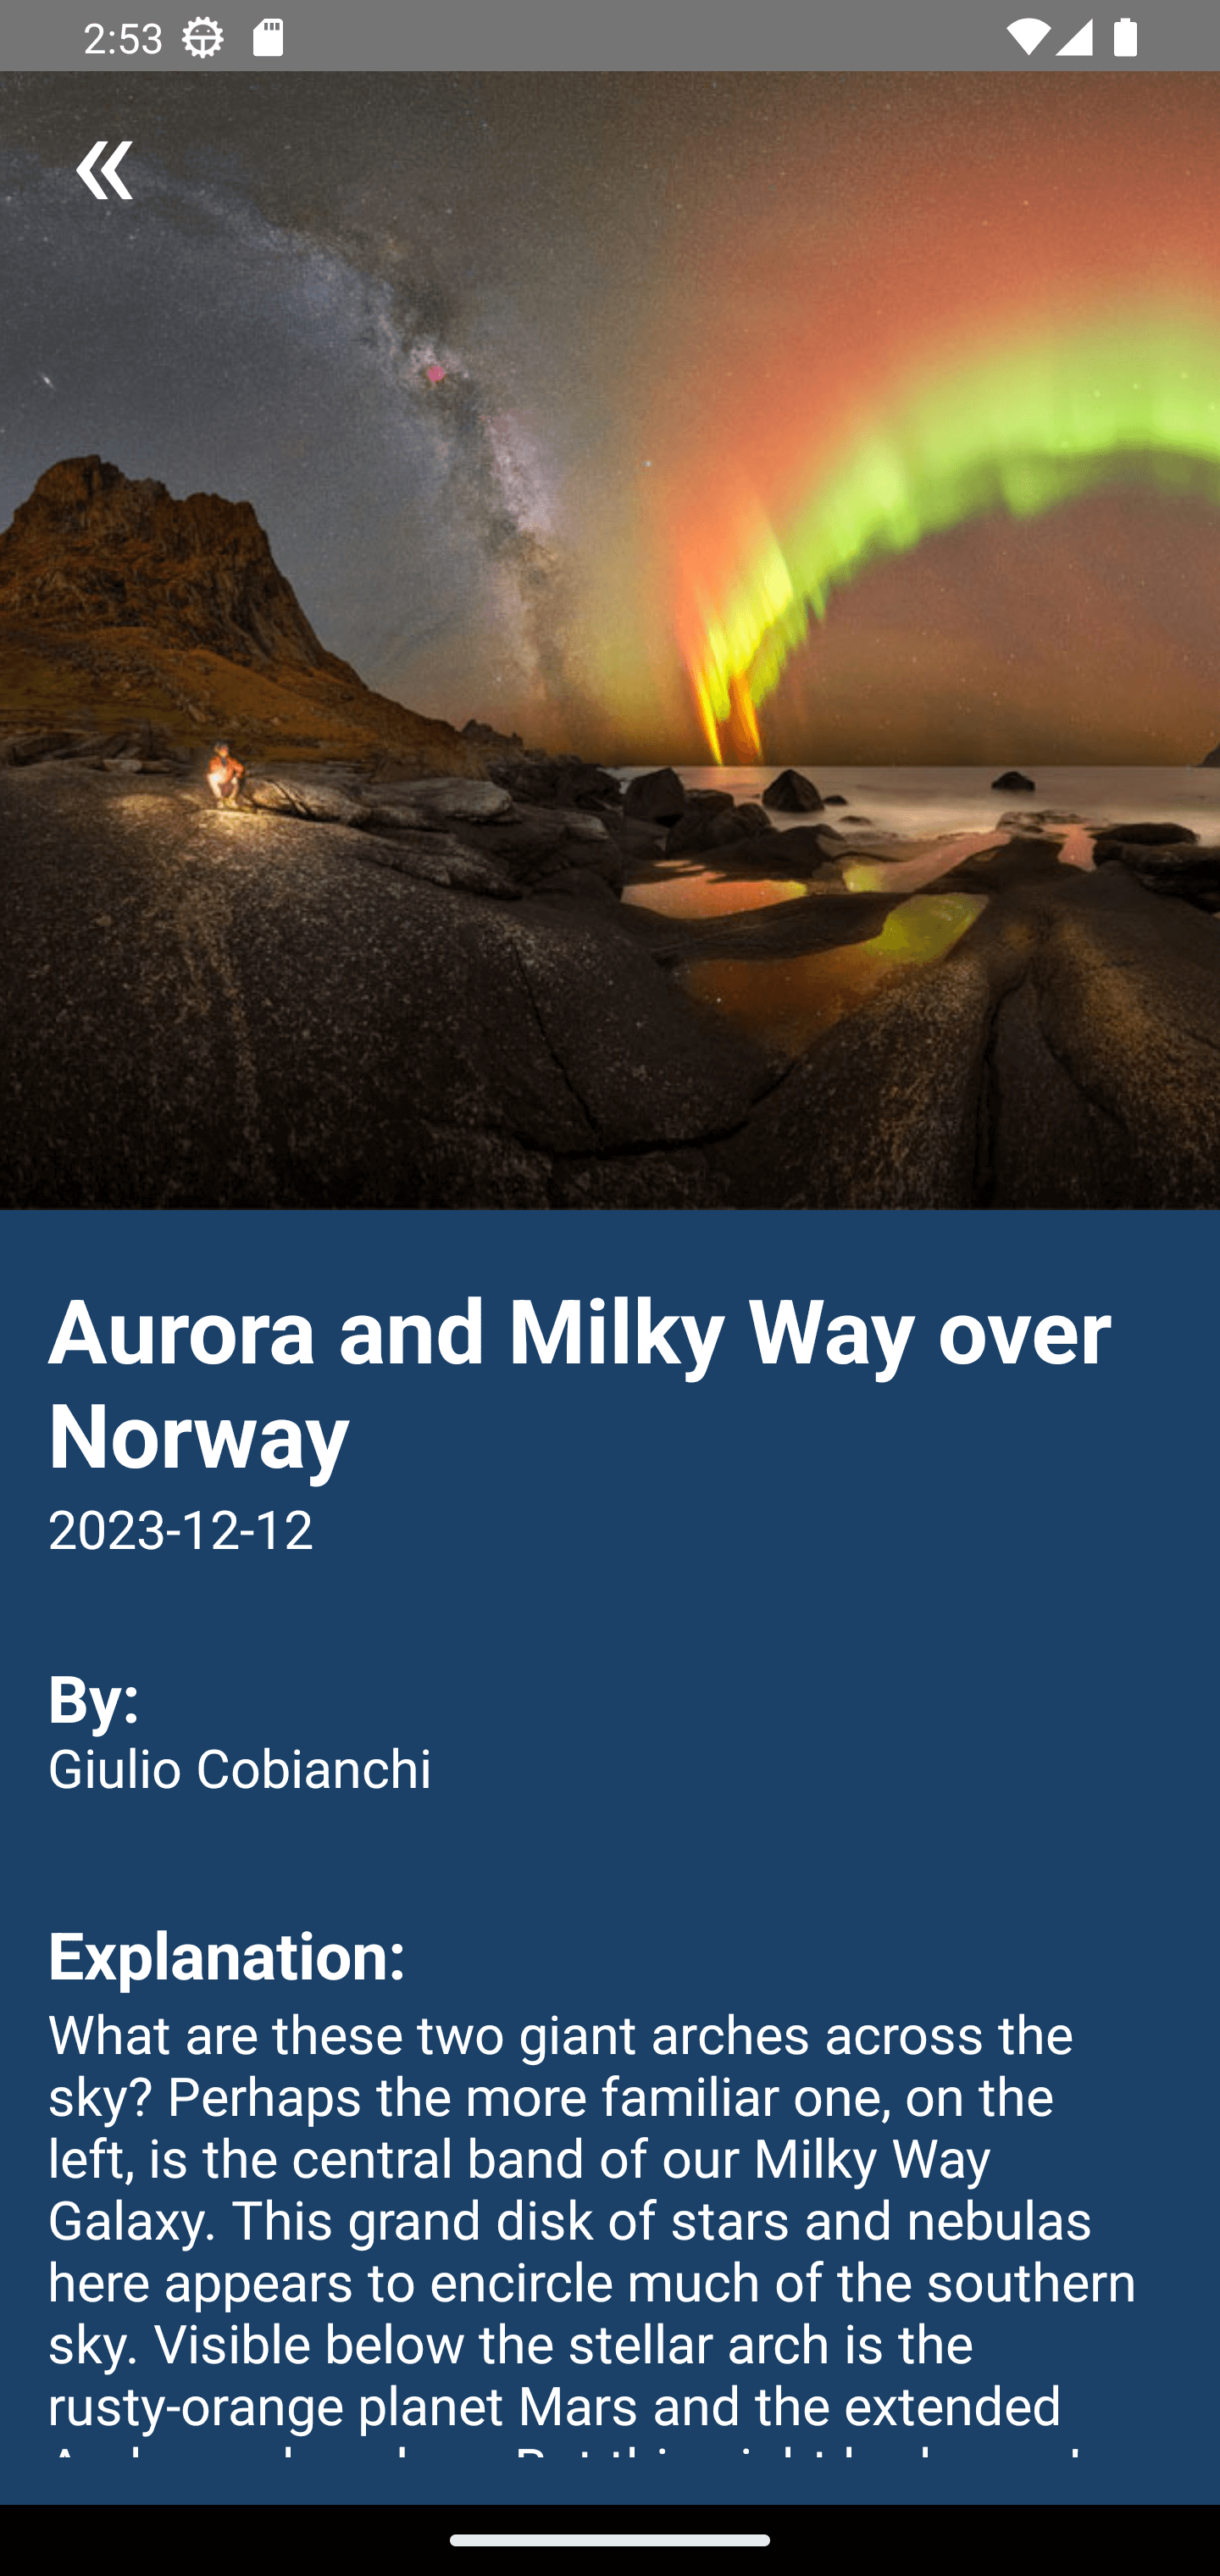 2:53
Aurora and Milky Way over
Norway
2023-12-12
By:
Giulio Cobianchi
Explanation:
What are these two giant arches across the
sky? Perhaps the more familiar one, on the
left, is the central band of our Milky Way
Galaxy. This grand disk of stars and nebulas
here appears to encircle much of the southern
sky. Visible below the stellar arch is the
rusty-orange planet Mars and the extended